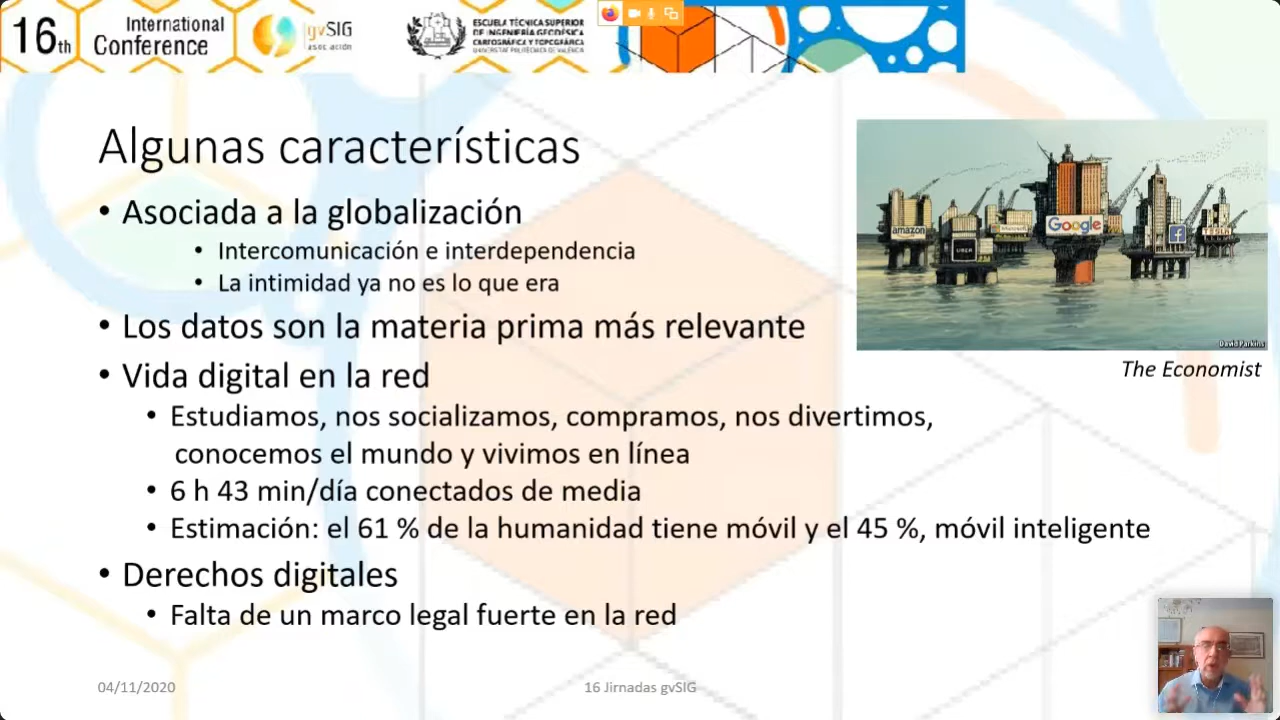 16th
International
Conference
gvSIG
asociación
ESCUELA TÉCNICA SUPERIOR
DE INGENIERÍA GEODÉSICA
CARTOGRÁFICA Y TOPOGRÁFICA
UNIVERSITAT POLITÈCNICA DE VALÈNCIA
Algunas características
• Asociada a la globalización
• Intercomunicación e interdependencia
• La intimidad ya no es lo que era
• Los datos son la materia prima más relevante
• Vida digital en la red
• Estudiamos, nos socializamos, compramos, nos divertimos,
conocemos el mundo y vivimos en línea
• 6 h 43 min/día conectados de media
• Estimación: el 61 % de la humanidad tiene móvil y el 45 %, móvil inteligente
• Derechos digitales
• Falta de un marco legal fuerte en la red
amazon
UBER
Google
f
David Parkins
The Economist
04/11/2020
16 Jirnadas gvSIG